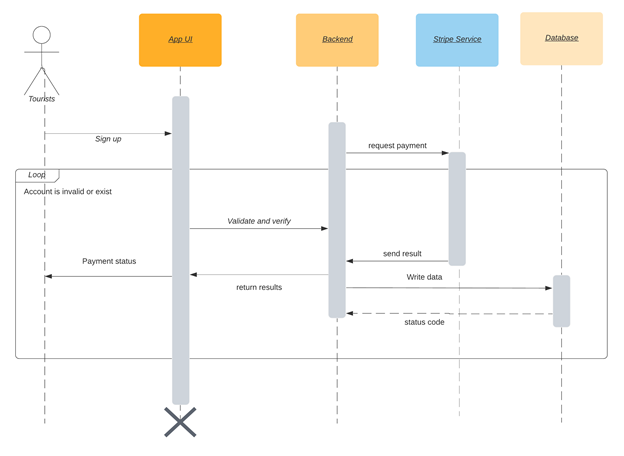 App UI
Backend
Stripe Service
Database
Tourists
Sign up
request payment
Loop
Account is invalid or exist
Validate and verify
send result
Payment status
Write data
return results
status code